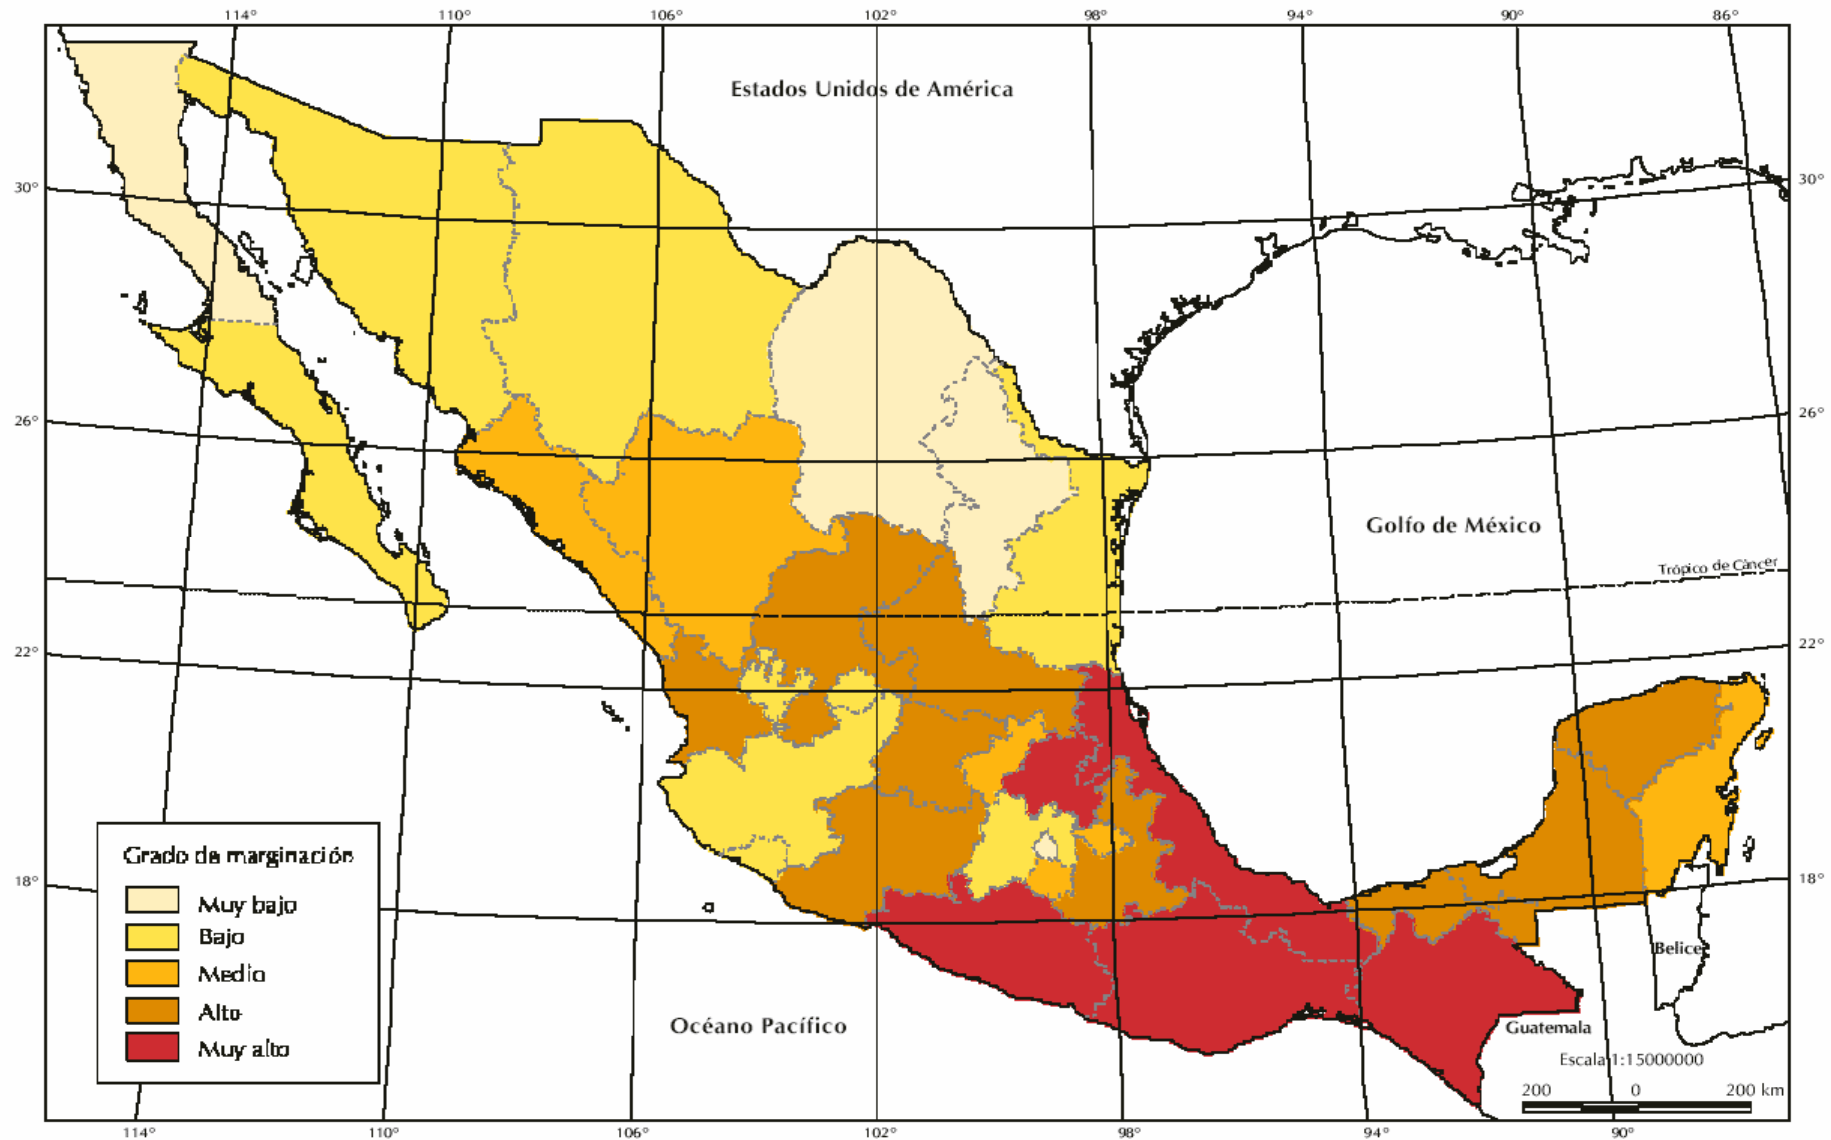 114° 110° 106° 102° 98° 94° 90° 86°
Estados Unidos de América
30° 30°
26° 26°
Golfo de México
Trópico de Cáncer
22° 22°
Grado de marginación
Muy bajo
Bajo
Medio
Alto
Muy alto
18° 18°
Belice
Océano Pacífico
Guatemala
Escala 1:15000000
200 0 200 km
114° 110° 106° 102° 98° 94° 90°